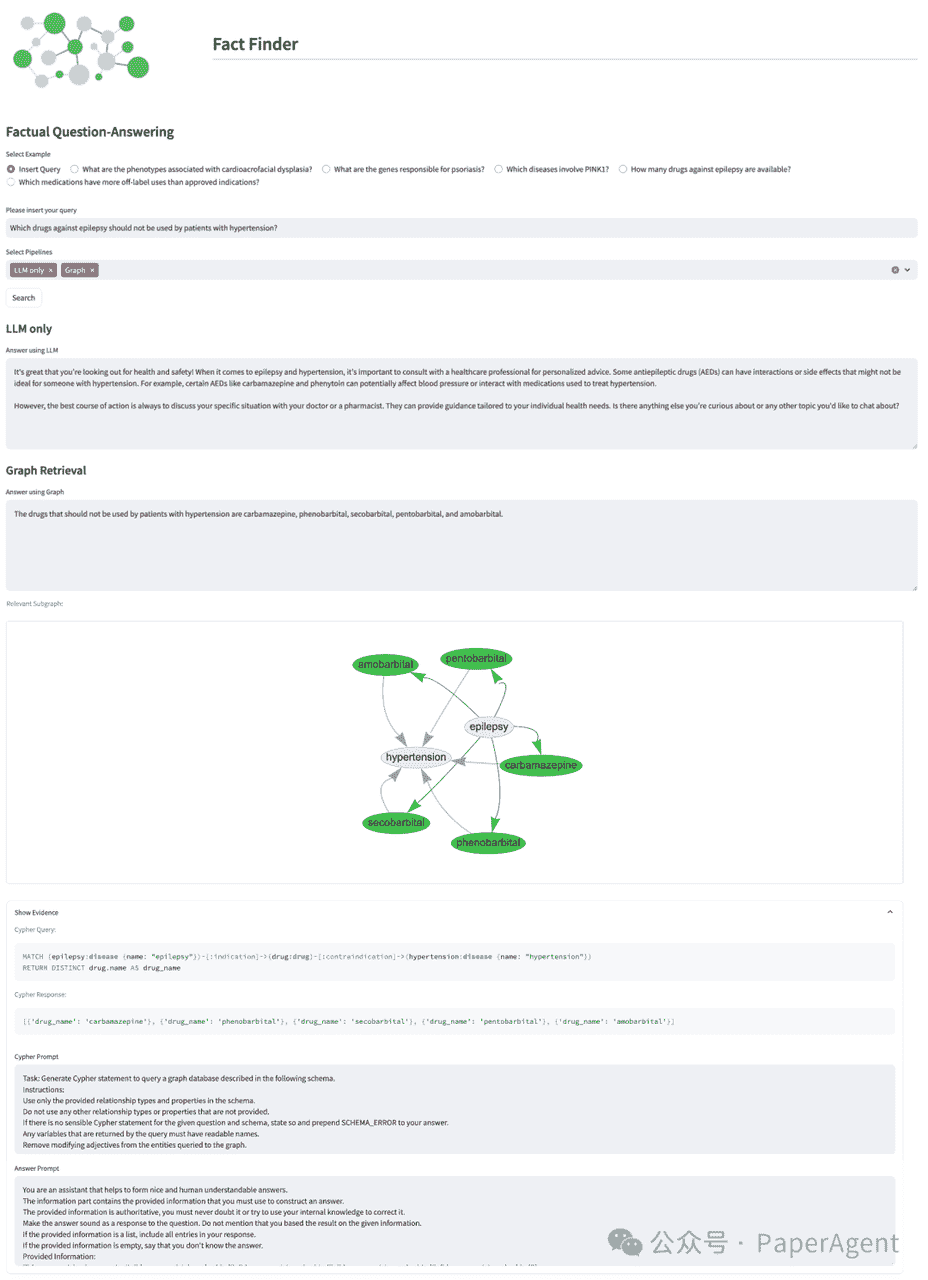 Fact Finder
Factual Question-Answering
Select Example
Insert Query What are the phenotypes associated with cardioacrofacial dysplasia? What are the genes responsible for psoriasis? Which diseases involve PINK1? How many drugs against epilepsy are available?
Which medications have more off-label uses than approved indications?
Please insert your query
Which drugs against epilepsy should not be used by patients with hypertension?
Select Pipelines
LLM only × Graph ×
Search
LLM only
Answer using LLM
It's great that you're looking out for health and safety! When it comes to epilepsy and hypertension, it's important to consult with a healthcare professional for personalized advice. Some antiepileptic drugs (AEDs) can have interactions or side effects that might not be
ideal for someone with hypertension. For example, certain AEDs like carbamazepine and phenytoin can potentially affect blood pressure or interact with medications used to treat hypertension.
However, the best course of action is always to discuss your specific situation with your doctor or a pharmacist. They can provide guidance tailored to your individual health needs. Is there anything else you're curious about or any other topic you'd like to chat about?
Graph Retrieval
Answer using Graph
The drugs that should not be used by patients with hypertension are carbamazepine, phenobarbital, secobarbital, pentobarbital, and amobarbital.
Relevant Subgraph:
pentobarbital
amobarbital
epilepsy
hypertension
carbamazepine
secobarbital
phenobarbital
Show Evidence
Cypher Query:
MATCH (epilepsy:disease {name: "epilepsy"})-[:indication]->(drug:drug)-[:contraindication]->(hypertension:disease {name: "hypertension"})
RETURN DISTINCT drug.name AS drug_name
Cypher Response:
[{'drug_name': 'carbamazepine'}, {'drug_name': 'phenobarbital'}, {'drug_name': 'secobarbital'}, {'drug_name': 'pentobarbital'}, {'drug_name': 'amobarbital'}]
Cypher Prompt
Task: Generate Cypher statement to query a graph database described in the following schema.
Instructions:
Use only the provided relationship types and properties in the schema.
Do not use any other relationship types or properties that are not provided.
If there is no sensible Cypher statement for the given question and schema, state so and prepend SCHEMA_ERROR to your answer.
Any variables that are returned by the query must have readable names.
Remove modifying adjectives from the entities queried to the graph.
Answer Prompt
You are an assistant that helps to form nice and human understandable answers.
The information part contains the provided information that you must use to construct an answer.
The provided information is authoritative, you must never doubt it or try to use your internal knowledge to correct it.
Make the answer sound as a response to the question. Do not mention that you based the result on the given information.
If the provided information is a list, include all entries in your response.
If the provided information is empty, say that you don't know the answer.
Provided Information:
公众号 · PaperAgent